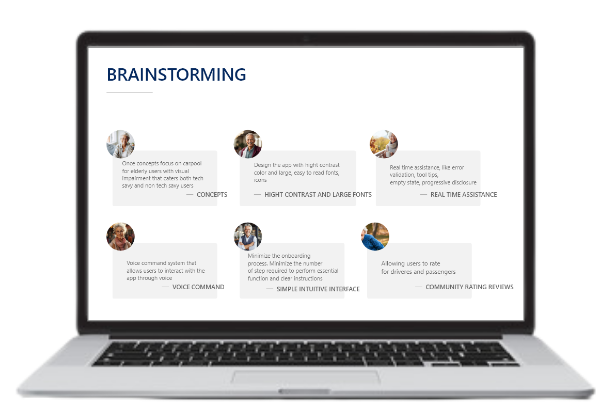 BRAINSTORMING
Once concepts focus on carpool
for elderly users with visual
impairment that caters both tech
savy and non tech savy users
— CONCEPTS
Design the app with hight contrast
color and large, easy to read fonts,
icons
— HIGHT CONTRAST AND LARGE FONTS
Real time assistance, like error
validation, tool tips,
empty state, progressive disclosure
— REAL TIME ASSISTANCE
Voice command system that
allows users to interact with the
app through voice
— VOICE COMMAND
Minimize the onboarding
process. Minimize the number
of step required to perform essential
function and clear instructions
— SIMPLE INTUITIVE INTERFACE
Allowing users to rate
for driveres and passengers
— COMMUNITY RATING REVIEWS